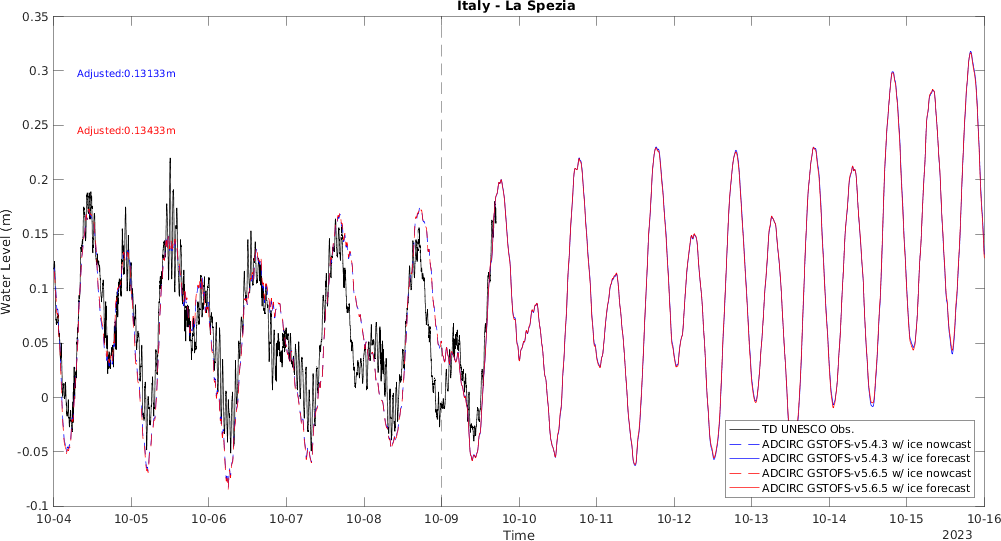 Italy - La Spezia
0.35
0.3
0.25
0.2
0.15
0.1
0.05
0
-0.05
-0.1
Water Level (m)
Adjusted:0.13133m
Adjusted:0.13433m
TD UNESCO Obs.
ADCIRC GSTOFS-v5.4.3 w/ ice nowcast
ADCIRC GSTOFS-v5.4.3 w/ ice forecast
ADCIRC GSTOFS-v5.6.5 w/ ice nowcast
ADCIRC GSTOFS-v5.6.5 w/ ice forecast
10-04 10-05 10-06 10-07 10-08 10-09 10-10 10-11 10-12 10-13 10-14 10-15 10-16
Time
2023